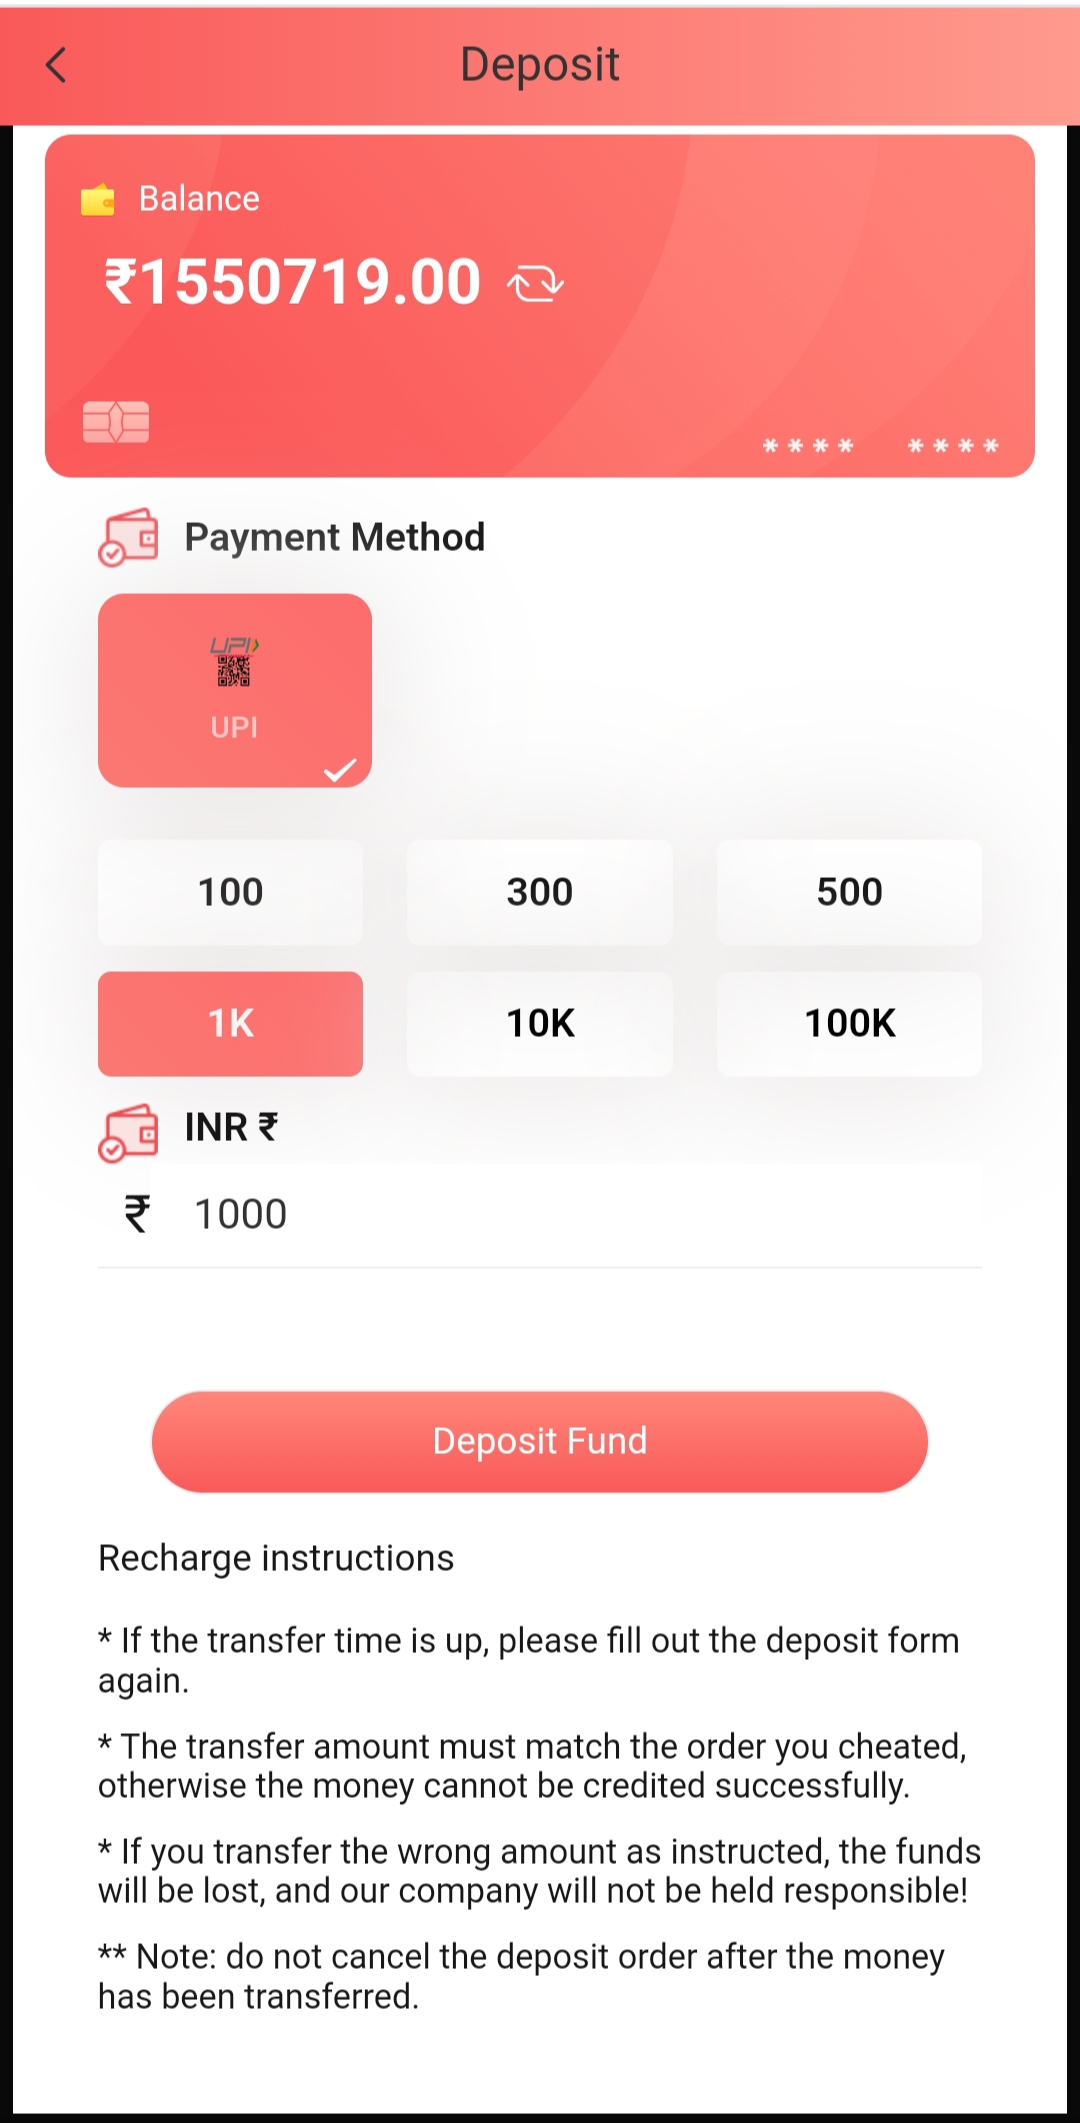 Deposit
Balance
₹1550719.00
**** ****
Payment Method
UPI
UPI
100 300 500
1K 10K 100K
INR ₹
₹ 1000
Deposit Fund
Recharge instructions
* If the transfer time is up, please fill out the deposit form
again.
* The transfer amount must match the order you cheated,
otherwise the money cannot be credited successfully.
* If you transfer the wrong amount as instructed, the funds
will be lost, and our company will not be held responsible!
** Note: do not cancel the deposit order after the money
has been transferred.